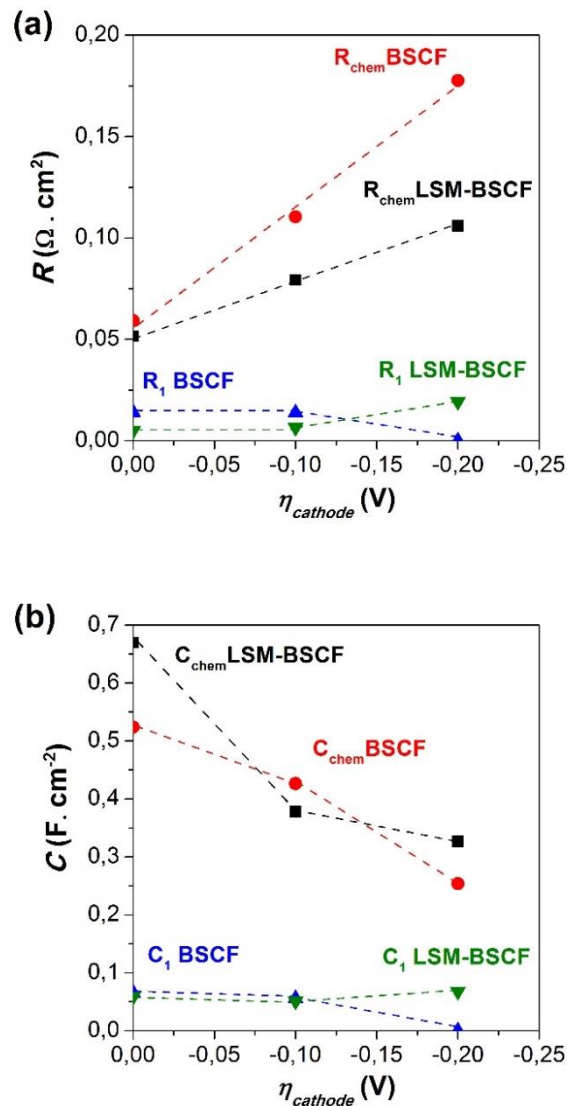 (a)
0,20
R_chem BSCF
0,15
R_chem LSM-BSCF
0,10
R (Ω . cm²)
0,05
R₁ BSCF
R₁ LSM-BSCF
0,00
0,00 -0,05 -0,10 -0,15 -0,20 -0,25
η_cathode (V)
(b)
0,7
C_chem LSM-BSCF
0,6
0,5
C_chem BSCF
0,4
C (F. cm⁻²)
0,3
0,2
C₁ BSCF
C₁ LSM-BSCF
0,1
0,0
0,00 -0,05 -0,10 -0,15 -0,20 -0,25
η_cathode (V)